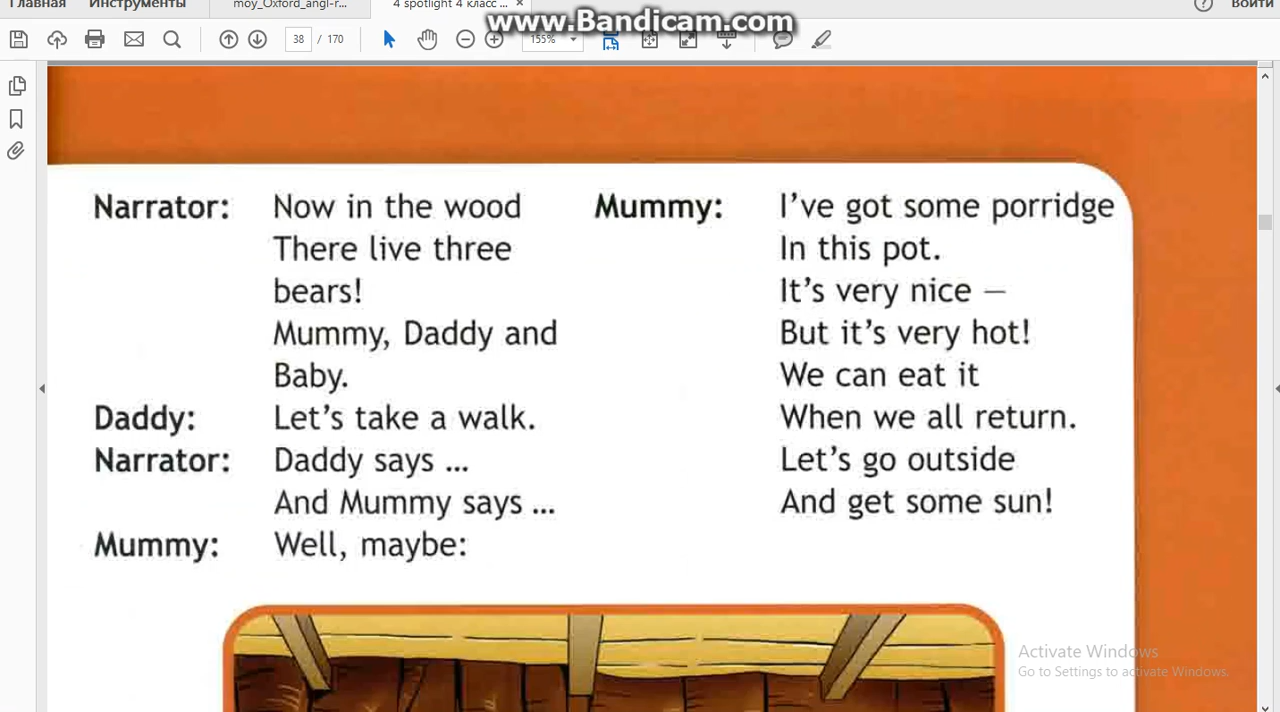 Главная
Инструменты
moy_Oxford_angl-r...
4 spotlight 4 класс ...
www.Bandicam.com
Войти
38 / 170
155%
Narrator: Now in the wood
There live three
bears!
Mummy, Daddy and
Baby.
Daddy: Let's take a walk.
Narrator: Daddy says ...
And Mummy says ...
Mummy: Well, maybe:
Mummy: I've got some porridge
In this pot.
It's very nice —
But it's very hot!
We can eat it
When we all return.
Let's go outside
And get some sun!
Activate Windows
Go to Settings to activate Windows.